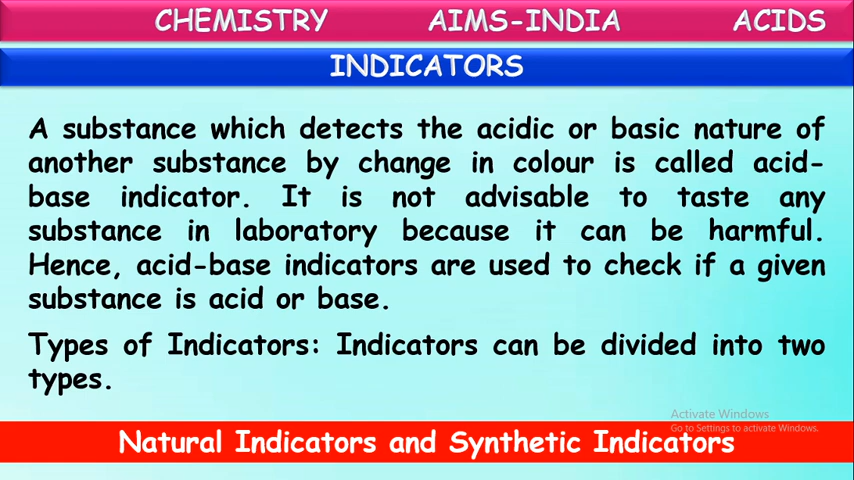 CHEMISTRY AIMS-INDIA ACIDS
INDICATORS
A substance which detects the acidic or basic nature of
another substance by change in colour is called acid-
base indicator. It is not advisable to taste any
substance in laboratory because it can be harmful.
Hence, acid-base indicators are used to check if a given
substance is acid or base.
Types of Indicators: Indicators can be divided into two
types.
Activate Windows
Go to Settings to activate Windows.
Natural Indicators and Synthetic Indicators